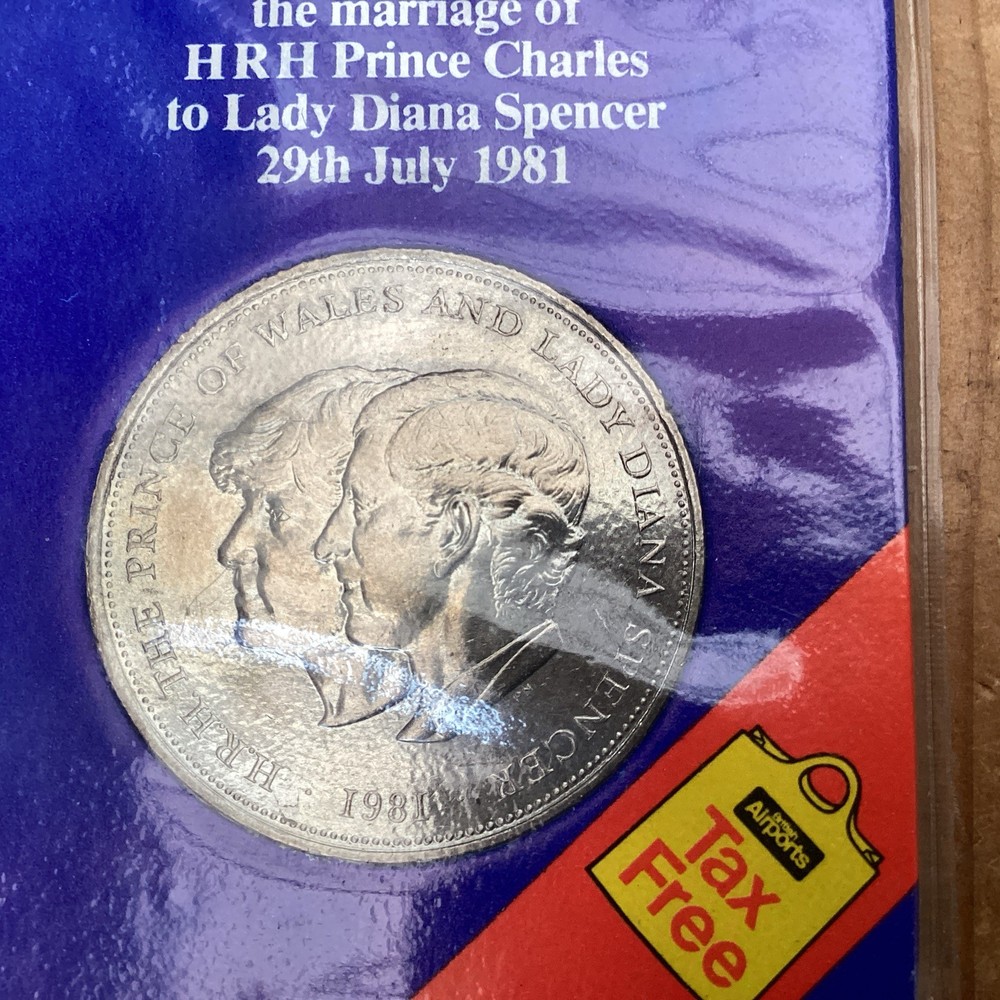 the marriage of
HRH Prince Charles
to Lady Diana Spencer
29th July 1981
H.R.H. THE PRINCE OF WALES AND LADY DIANA SPENCER
1981
British
Airports
Tax
Free